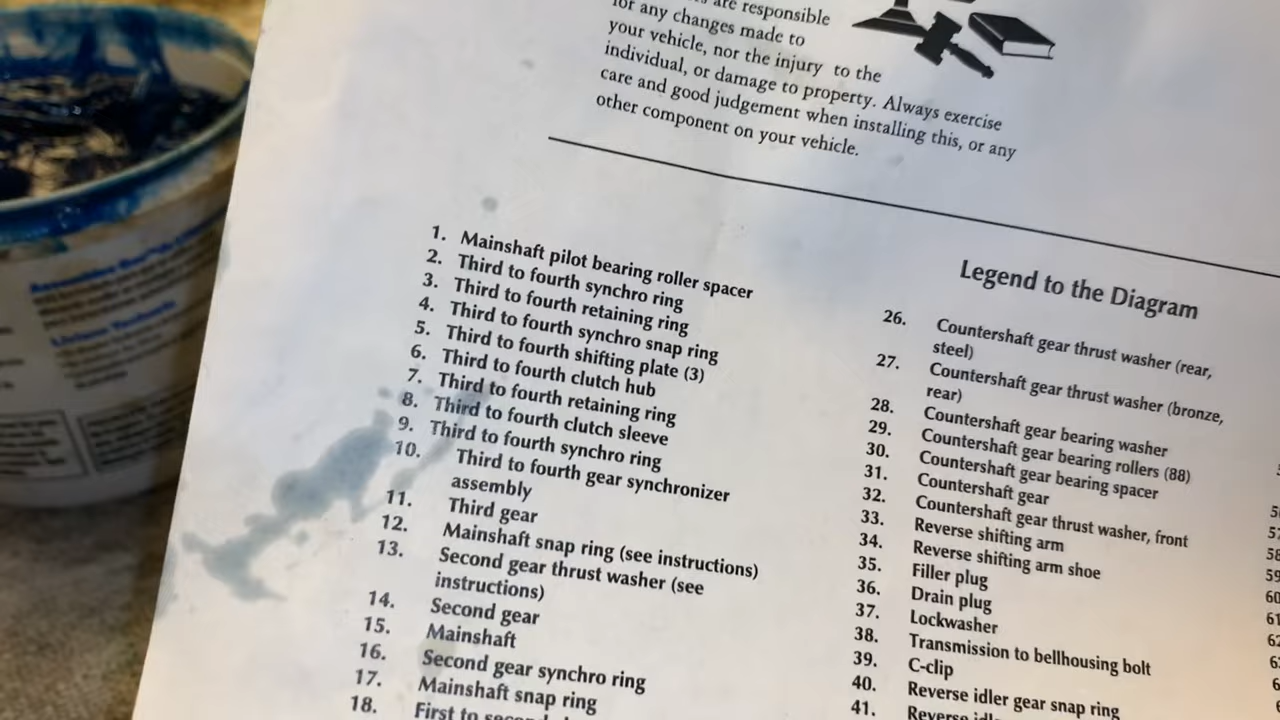 are responsible
for any changes made to
your vehicle, nor the injury to the
individual, or damage to property. Always exercise
care and good judgement when installing this, or any
other component on your vehicle.
1. Mainshaft pilot bearing roller spacer
2. Third to fourth synchro ring
3. Third to fourth retaining ring
4. Third to fourth synchro snap ring
5. Third to fourth shifting plate (3)
6. Third to fourth clutch hub
7. Third to fourth retaining ring
8. Third to fourth clutch sleeve
9. Third to fourth synchro ring
10. Third to fourth gear synchronizer
assembly
11. Third gear
12. Mainshaft snap ring (see instructions)
13. Second gear thrust washer (see
instructions)
14. Second gear
15. Mainshaft
16. Second gear synchro ring
17. Mainshaft snap ring
18. First to
Legend to the Diagram
26. Countershaft gear thrust washer (rear,
steel)
27. Countershaft gear thrust washer (bronze,
rear)
28. Countershaft gear bearing washer
29. Countershaft gear bearing rollers (88)
30. Countershaft gear bearing spacer
31. Countershaft gear
32. Countershaft gear thrust washer, front
33. Reverse shifting arm
34. Reverse shifting arm shoe
35. Filler plug
36. Drain plug
37. Lockwasher
38. Transmission to bellhousing bolt
39. C-clip
40. Reverse idler gear snap ring
41. Reverse
57
58
59
60
61
62